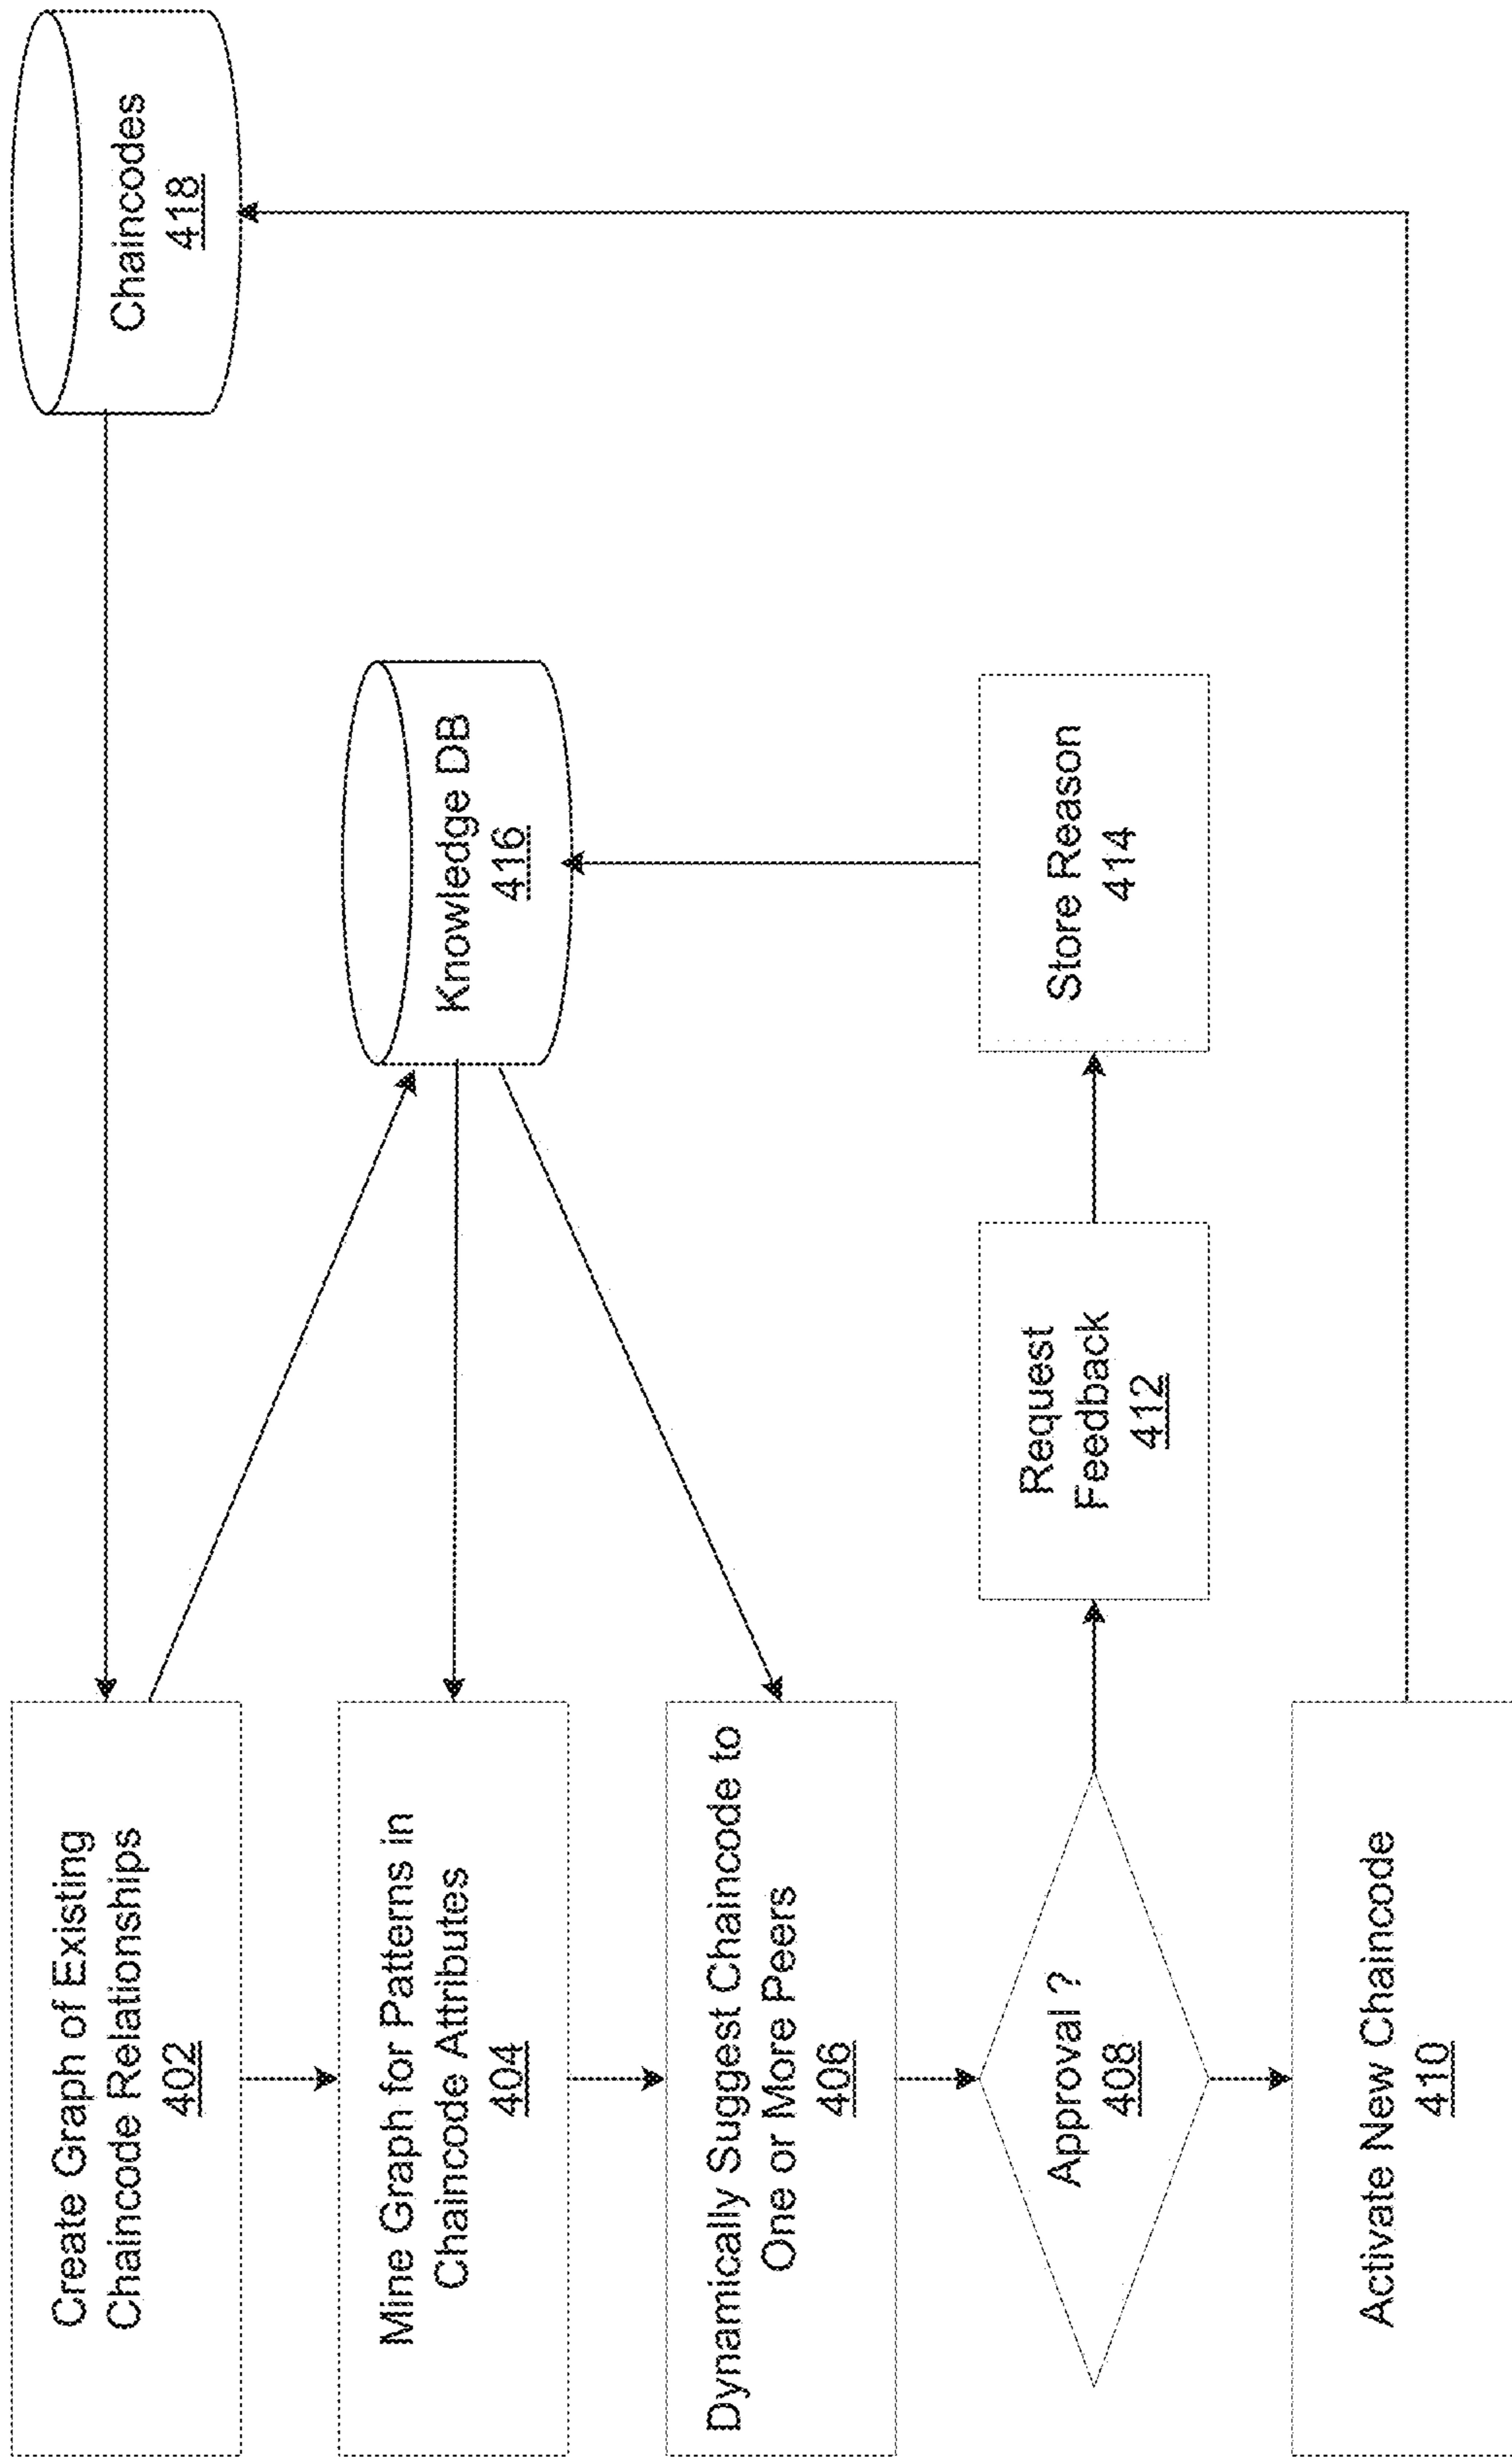 Create Graph of Existing
Chaincode Relationships
402
Mine Graph for Patterns in
Chaincode Attributes
404
Dynamically Suggest Chaincode to
One or More Peers
406
Approval ?
408
Activate New Chaincode
410
Request
Feedback
412
Store Reason
414
Knowledge DB
416
Chaincodes
418